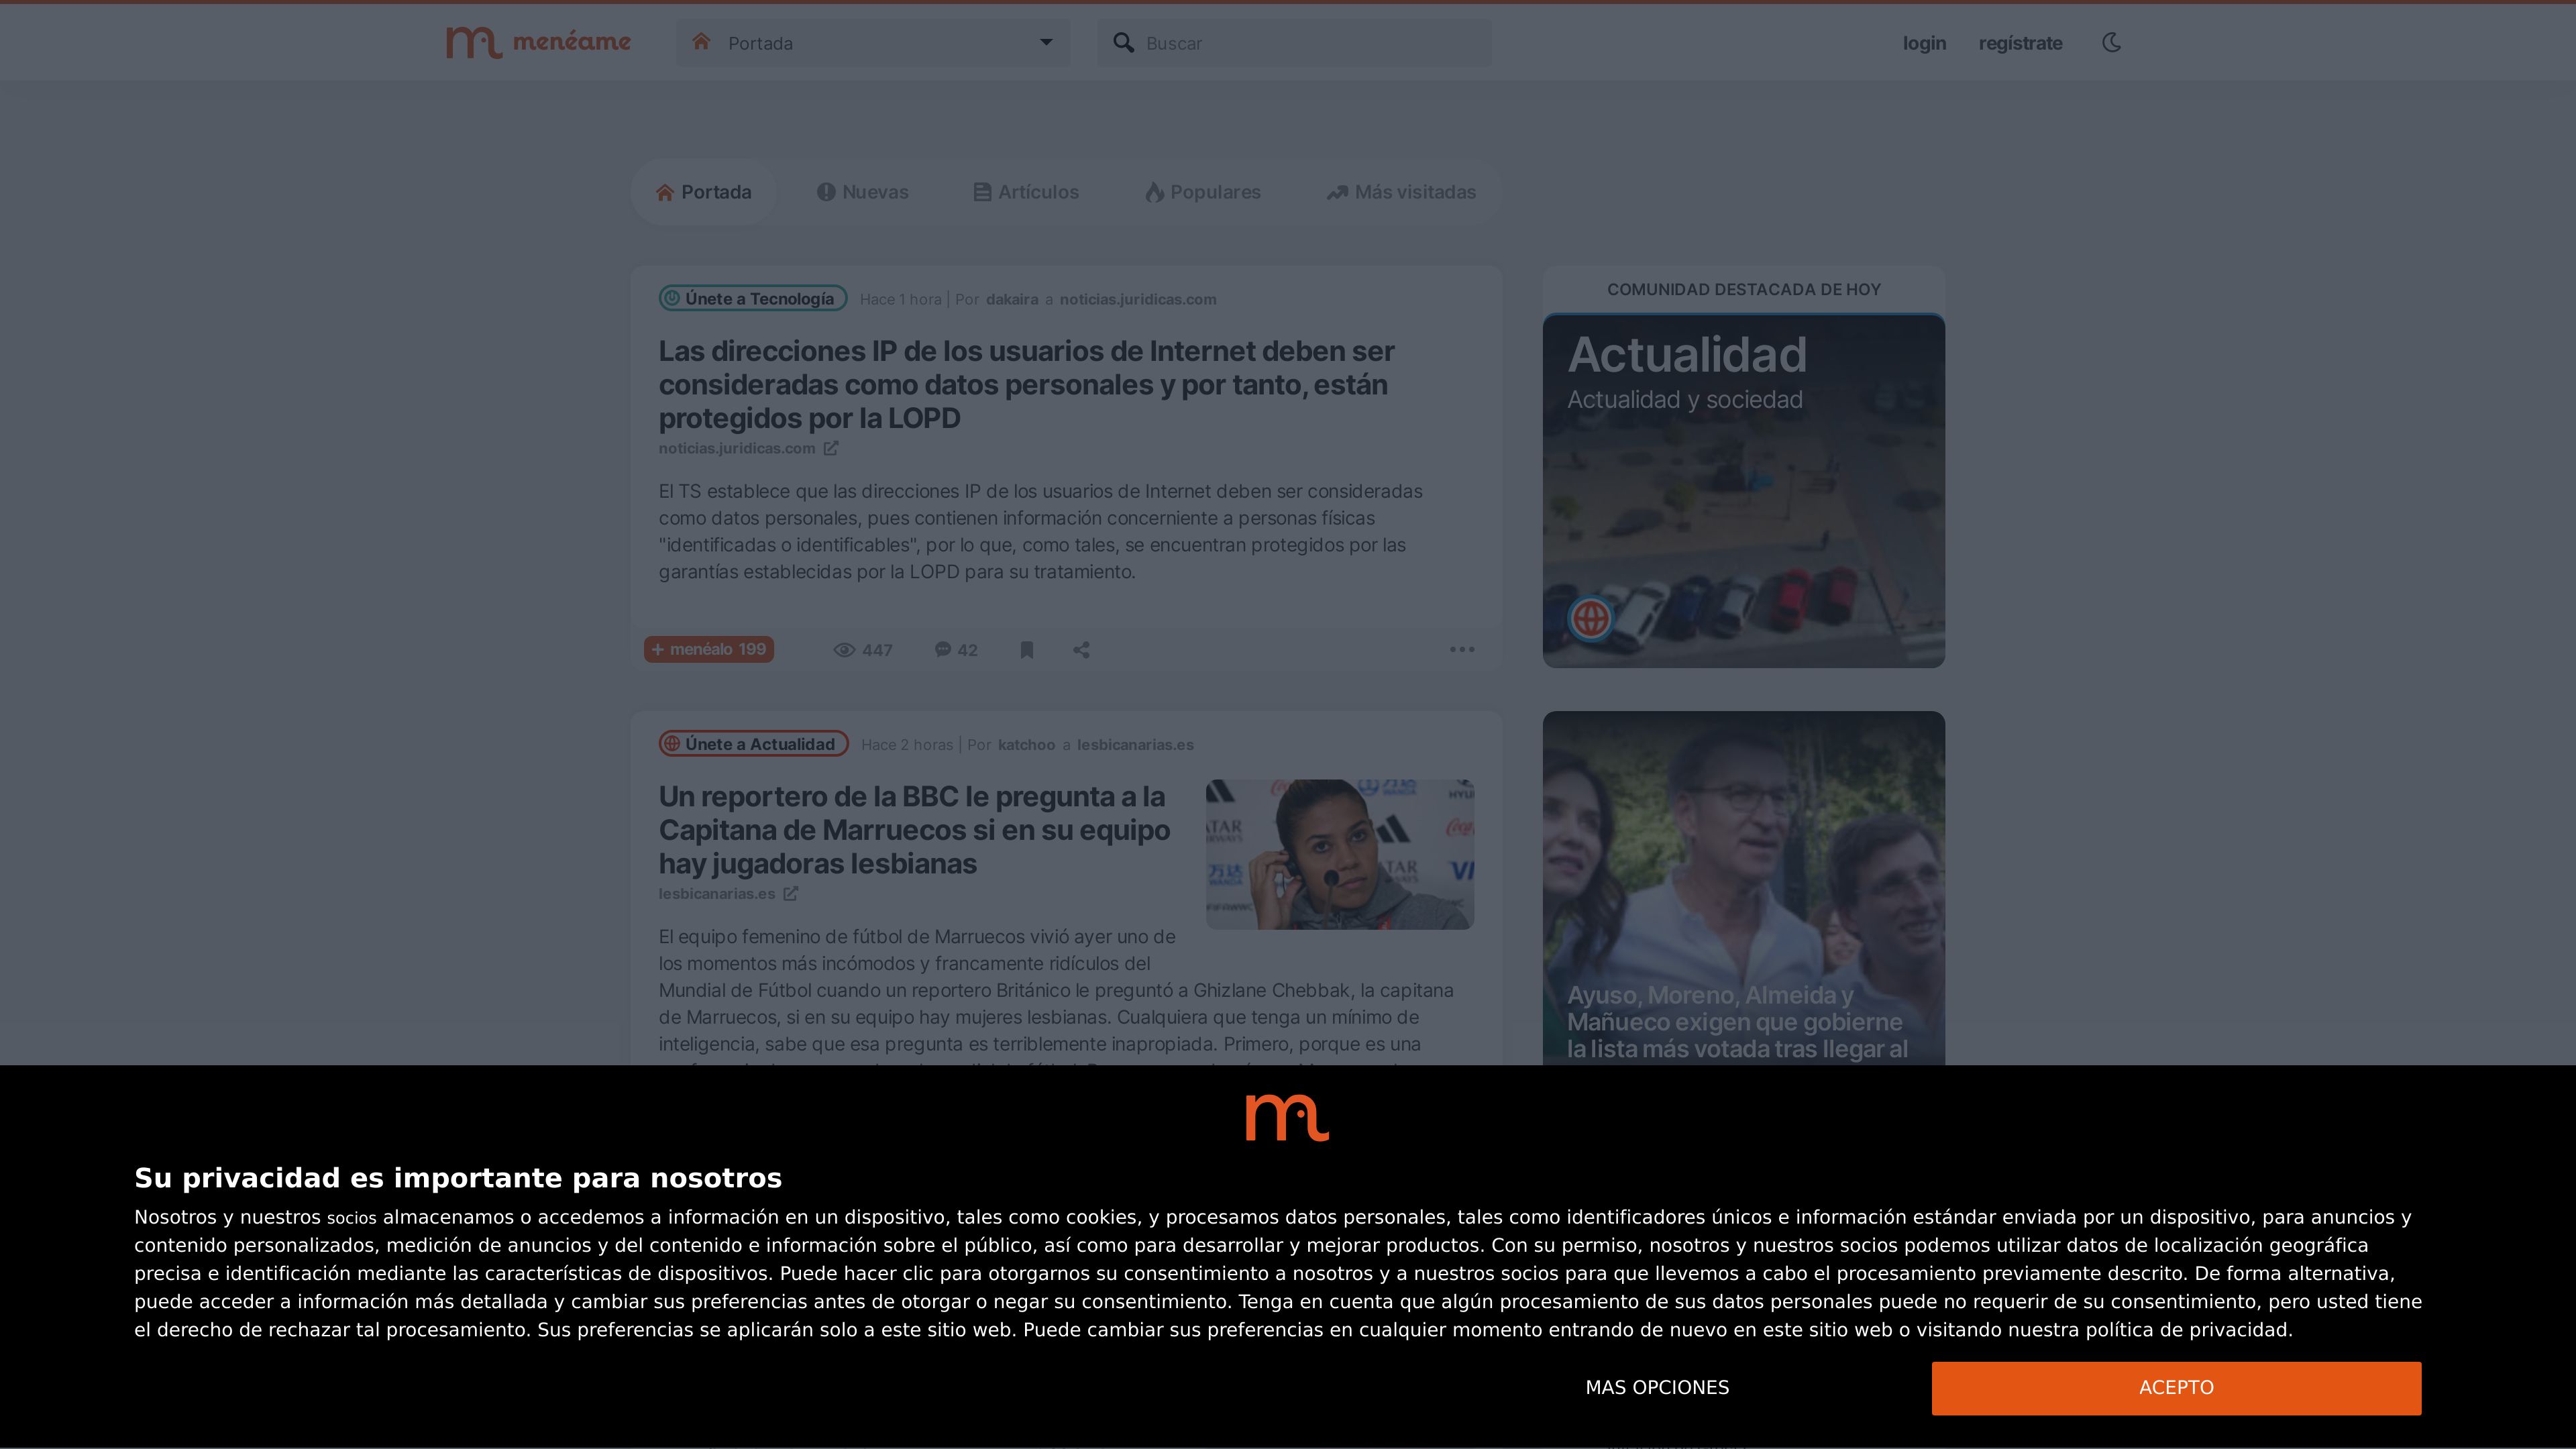 menéame
Portada
Buscar
login
regístrate
Portada
Nuevas
Artículos
Populares
Más visitadas
Únete a Tecnología
Hace 1 hora | Por dakaira a noticias.juridicas.com
Las direcciones IP de los usuarios de Internet deben ser
consideradas como datos personales y por tanto, están
protegidos por la LOPD
noticias.juridicas.com
El TS establece que las direcciones IP de los usuarios de Internet deben ser consideradas
como datos personales, pues contienen información concerniente a personas físicas
"identificadas o identificables", por lo que, como tales, se encuentran protegidos por las
garantías establecidas por la LOPD para su tratamiento.
+ menéalo 199
447
42
COMUNIDAD DESTACADA DE HOY
Actualidad
Actualidad y sociedad
Únete a Actualidad
Hace 2 horas | Por katchoo a lesbicanarias.es
Un reportero de la BBC le pregunta a la
Capitana de Marruecos si en su equipo
hay jugadoras lesbianas
lesbicanarias.es
El equipo femenino de fútbol de Marruecos vivió ayer uno de
los momentos más incómodos y francamente ridículos del
Mundial de Fútbol cuando un reportero Británico le preguntó a Ghizlane Chebbak, la capitana
de Marruecos, si en su equipo hay mujeres lesbianas. Cualquiera que tenga un mínimo de
inteligencia, sabe que esa pregunta es terriblemente inapropiada. Primero, porque es una
Ayuso, Moreno, Almeida y
Mañueco exigen que gobierne
la lista más votada tras llegar al
Su privacidad es importante para nosotros
Nosotros y nuestros socios almacenamos o accedemos a información en un dispositivo, tales como cookies, y procesamos datos personales, tales como identificadores únicos e información estándar enviada por un dispositivo, para anuncios y
contenido personalizados, medición de anuncios y del contenido e información sobre el público, así como para desarrollar y mejorar productos. Con su permiso, nosotros y nuestros socios podemos utilizar datos de localización geográfica
precisa e identificación mediante las características de dispositivos. Puede hacer clic para otorgarnos su consentimiento a nosotros y a nuestros socios para que llevemos a cabo el procesamiento previamente descrito. De forma alternativa,
puede acceder a información más detallada y cambiar sus preferencias antes de otorgar o negar su consentimiento. Tenga en cuenta que algún procesamiento de sus datos personales puede no requerir de su consentimiento, pero usted tiene
el derecho de rechazar tal procesamiento. Sus preferencias se aplicarán solo a este sitio web. Puede cambiar sus preferencias en cualquier momento entrando de nuevo en este sitio web o visitando nuestra política de privacidad.
MAS OPCIONES
ACEPTO